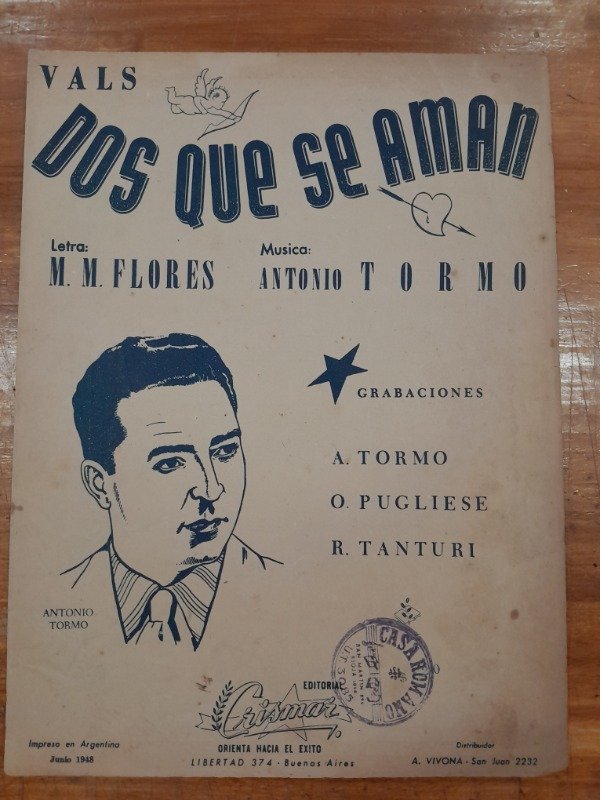 VALS
DOS QUE SE AMAN
Letra:
M. M. FLORES
Musica:
ANTONIO TORMO
GRABACIONES
A. TORMO
O. PUGLIESE
R. TANTURI
ANTONIO
TORMO
CASA ROMANO
SAN MARTIN
U.T.
EDITORIAL
Crismar
ORIENTA HACIA EL EXITO
LIBERTAD 374 - Buenos Aires
Impreso en Argentina
Junio 1948
Distribuidor
A. VIVONA - San Juan 2232